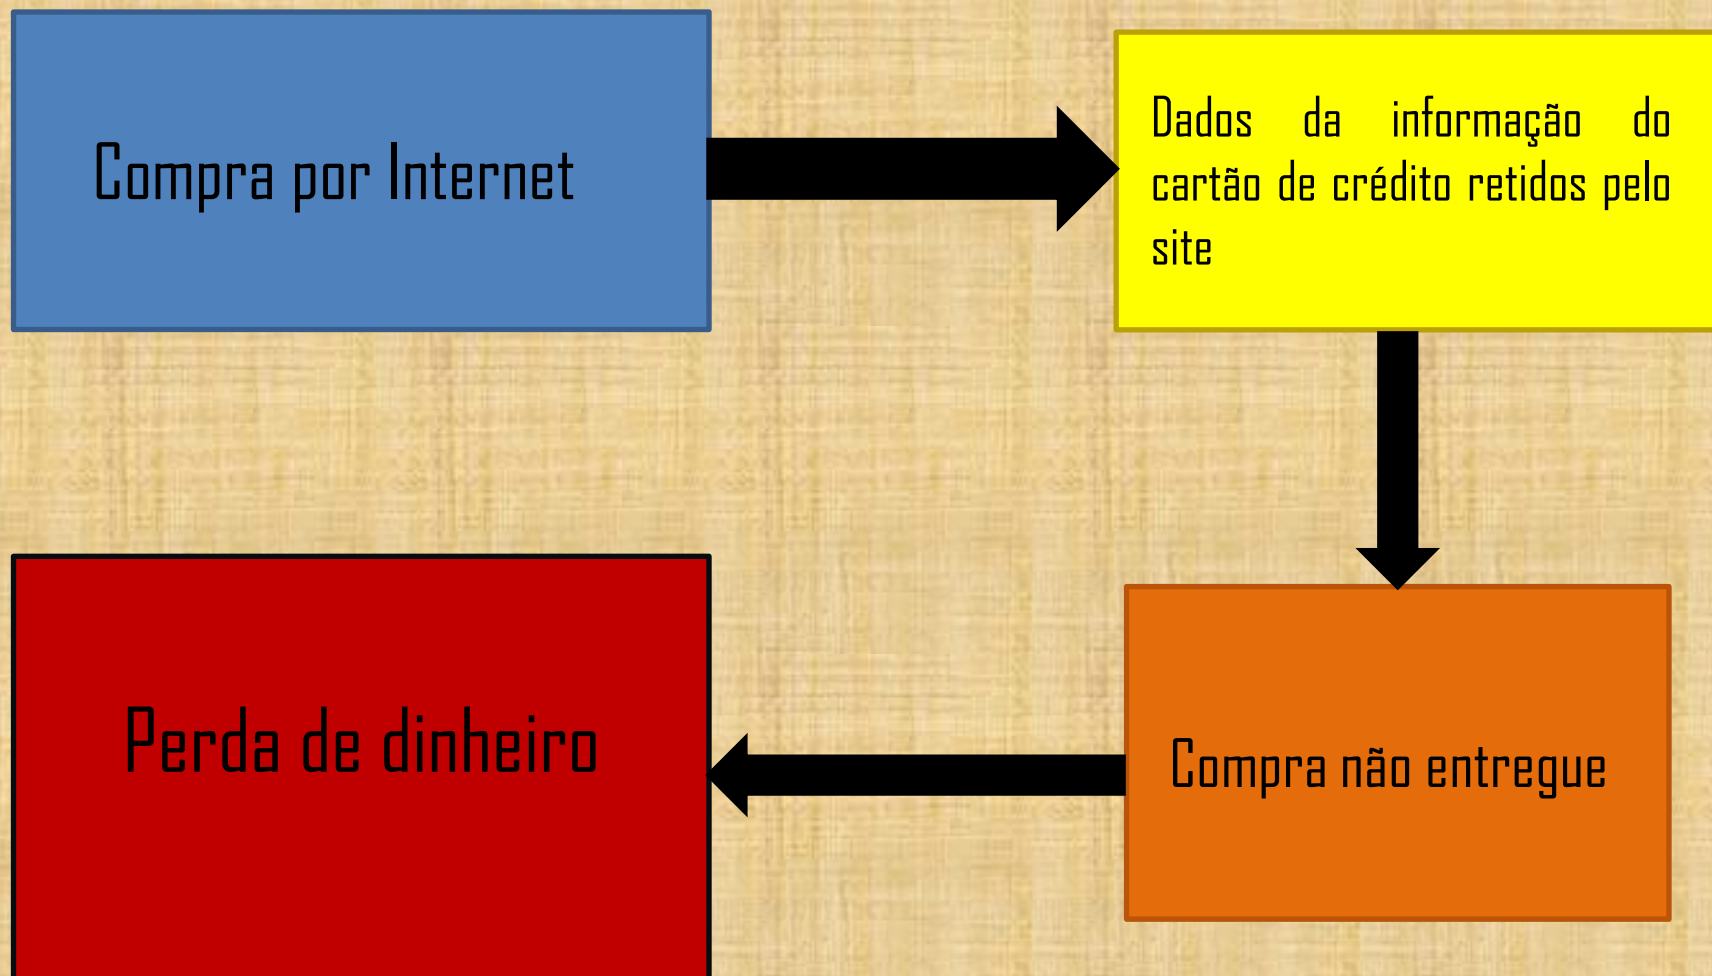 Compra por Internet
Dados da informação do
cartão de crédito retidos pelo
site
Compra não entregue
Perda de dinheiro